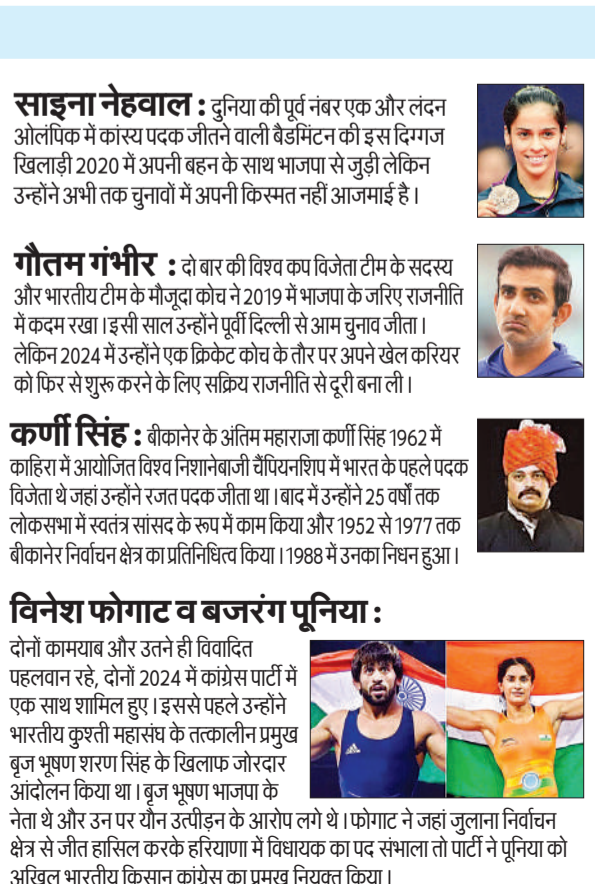 साइना नेहवाल : दुनिया की पूर्व नंबर एक और लंदन
ओलंपिक में कांस्य पदक जीतने वाली बैडमिंटन की इस दिग्गज
खिलाड़ी 2020 में अपनी बहन के साथ भाजपा से जुड़ी लेकिन
उन्होंने अभी तक चुनावों में अपनी किस्मत नहीं आजमाई है।
गौतम गंभीर : दो बार की विश्व कप विजेता टीम के सदस्य
और भारतीय टीम के मौजूदा कोच ने 2019 में भाजपा के जरिए राजनीति
में कदम रखा। इसी साल उन्होंने पूर्वी दिल्ली से आम चुनाव जीता।
लेकिन 2024 में उन्होंने एक क्रिकेट कोच के तौर पर अपने खेल करियर
को फिर से शुरू करने के लिए सक्रिय राजनीति से दूरी बना ली।
कर्णी सिंह : बीकानेर के अंतिम महाराजा कर्णी सिंह 1962 में
काहिरा में आयोजित विश्व निशानेबाजी चैंपियनशिप में भारत के पहले पदक
विजेता थे जहां उन्होंने रजत पदक जीता था। बाद में उन्होंने 25 वर्षों तक
लोकसभा में स्वतंत्र सांसद के रूप में काम किया और 1952 से 1977 तक
बीकानेर निर्वाचन क्षेत्र का प्रतिनिधित्व किया। 1988 में उनका निधन हुआ।
विनेश फोगाट व बजरंग पूनिया :
दोनों कामयाब और उतने ही विवादित
पहलवान रहे, दोनों 2024 में कांग्रेस पार्टी में
एक साथ शामिल हुए। इससे पहले उन्होंने
भारतीय कुश्ती महासंघ के तत्कालीन प्रमुख
बृज भूषण शरण सिंह के खिलाफ जोरदार
आंदोलन किया था। बृज भूषण भाजपा के
नेता थे और उन पर यौन उत्पीड़न के आरोप लगे थे। फोगाट ने जहां जुलाना निर्वाचन
क्षेत्र से जीत हासिल करके हरियाणा में विधायक का पद संभाला तो पार्टी ने पूनिया को
अखिल भारतीय किसान कांग्रेस का प्रमुख नियुक्त किया।